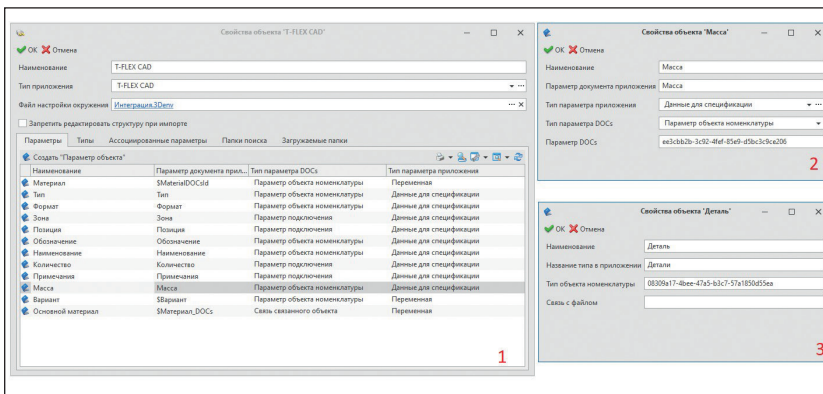 Свойства объекта "T-FLEX CAD"
OK Отмена
Наименование T-FLEX CAD
Тип приложения T-FLEX CAD
Файл настройки окружения Интеграция.3Denv
Запретить редактировать структуру при импорте
Параметры Типы Ассоциированные параметры Папки поиска Загружаемые папки
Создать "Параметр объекта"
Наименование Параметр документа прил... Тип параметра DOCs Тип параметра приложения
Материал $MaterialDOCsId Параметр объекта номенклатуры Переменная
Тип Тип Параметр объекта номенклатуры Данные для спецификации
Формат Формат Параметр объекта номенклатуры Данные для спецификации
Зона Зона Параметр подключения Данные для спецификации
Позиция Позиция Параметр подключения Данные для спецификации
Обозначение Обозначение Параметр объекта номенклатуры Данные для спецификации
Наименование Наименование Параметр объекта номенклатуры Данные для спецификации
Количество Количество Параметр подключения Данные для спецификации
Примечания Примечания Параметр подключения Данные для спецификации
Масса Масса Параметр объекта номенклатуры Данные для спецификации
Вариант $Вариант Параметр объекта номенклатуры Переменная
Основной материал $Материал_DOCs Связь связанного объекта Переменная
1
Свойства объекта "Масса"
OK Отмена
Наименование Масса
Параметр документа приложения Масса
Тип параметра приложения Данные для спецификации
Тип параметра DOCs Параметр объекта номенклатуры
Параметр DOCs ee3cbb2b-3c92-4fef-85e9-d5bc3c9ce206
2
Свойства объекта "Деталь"
OK Отмена
Наименование Деталь
Название типа в приложении Детали
Тип объекта номенклатуры 08309a17-4bee-47a5-b3c7-57a1850d55ea
Связь с файлом
3